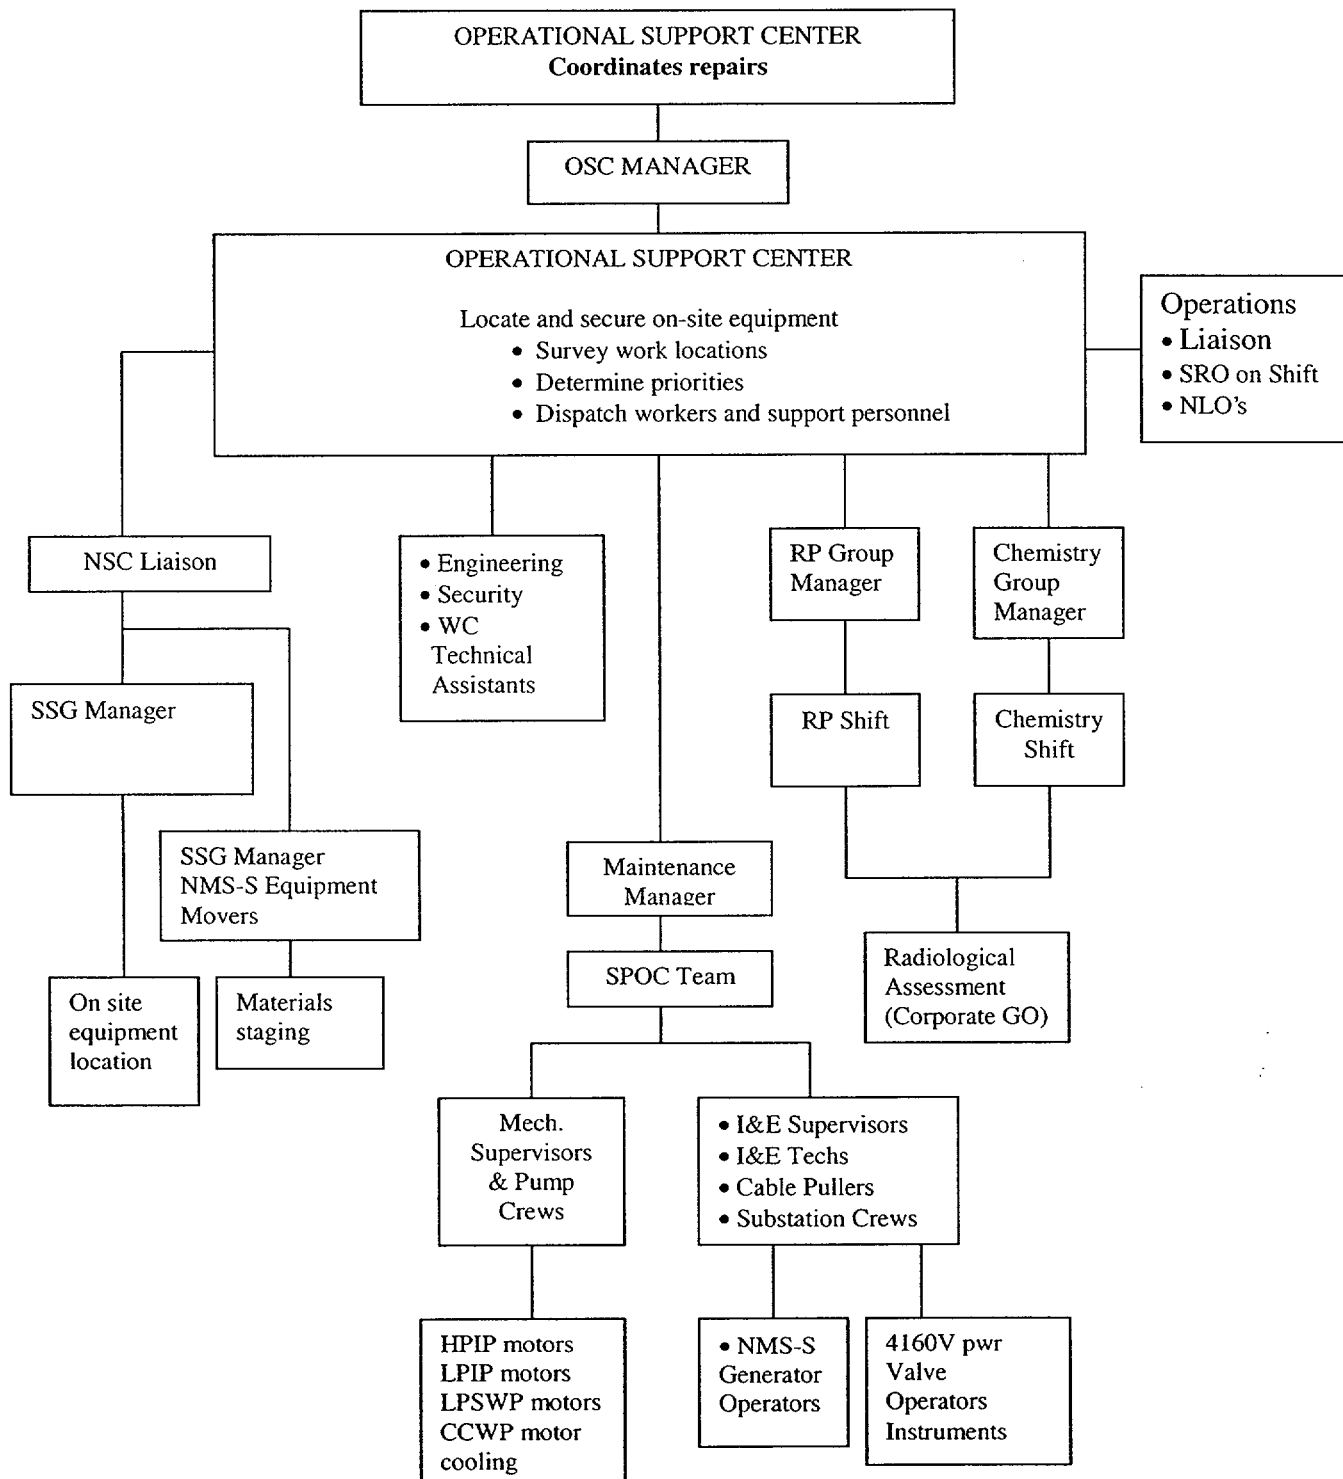 OPERATIONAL SUPPORT CENTER
Coordinates repairs
OSC MANAGER
OPERATIONAL SUPPORT CENTER
Locate and secure on-site equipment
• Survey work locations
• Determine priorities
• Dispatch workers and support personnel
Operations
• Liaison
• SRO on Shift
• NLO's
NSC Liaison
• Engineering
• Security
• WC
Technical
Assistants
RP Group
Manager
Chemistry
Group
Manager
SSG Manager
RP Shift
Chemistry
Shift
SSG Manager
NMS-S Equipment
Movers
Maintenance
Manager
SPOC Team
Radiological
Assessment
(Corporate GO)
On site
equipment
location
Materials
staging
Mech.
Supervisors
& Pump
Crews
• I&E Supervisors
• I&E Techs
• Cable Pullers
• Substation Crews
HPIP motors
LPIP motors
LPSWP motors
CCWP motor
cooling
• NMS-S
Generator
Operators
4160V pwr
Valve
Operators
Instruments